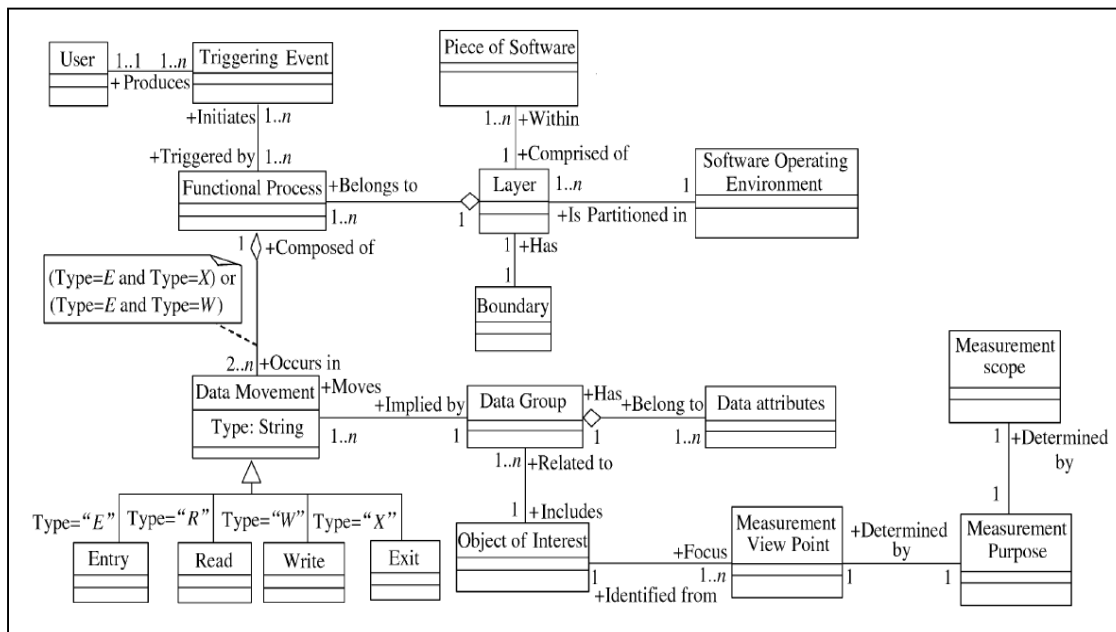 User
1..1
1..n
+Produces
Triggering Event
+Initiates
1..n
+Triggered by
1..n
Functional Process
+Belongs to
1..n
1
Piece of Software
1..n
+Within
1
+Comprised of
Layer
1..n
1
+Is Partitioned in
Software Operating
Environment
1
+Has
1
Boundary
1
+Composed of
(Type=E and Type=X) or
(Type=E and Type=W)
2..n
+Occurs in
Data Movement
Type: String
+Moves
1..n
+Implied by
1
Data Group
+Has
1
+Belong to
1..n
Data attributes
1..n
+Related to
1
+Includes
Object of Interest
1
+Identified from
+Focus
1..n
Measurement
View Point
+Determined
by
1
1
Measurement
Purpose
1
+Determined
by
1
Measurement
scope
Type="E"
Type="R"
Type="W"
Type="X"
Entry
Read
Write
Exit